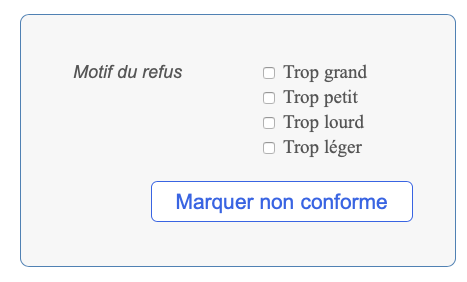 Motif du refus
Trop grand
Trop petit
Trop lourd
Trop léger
Marquer non conforme